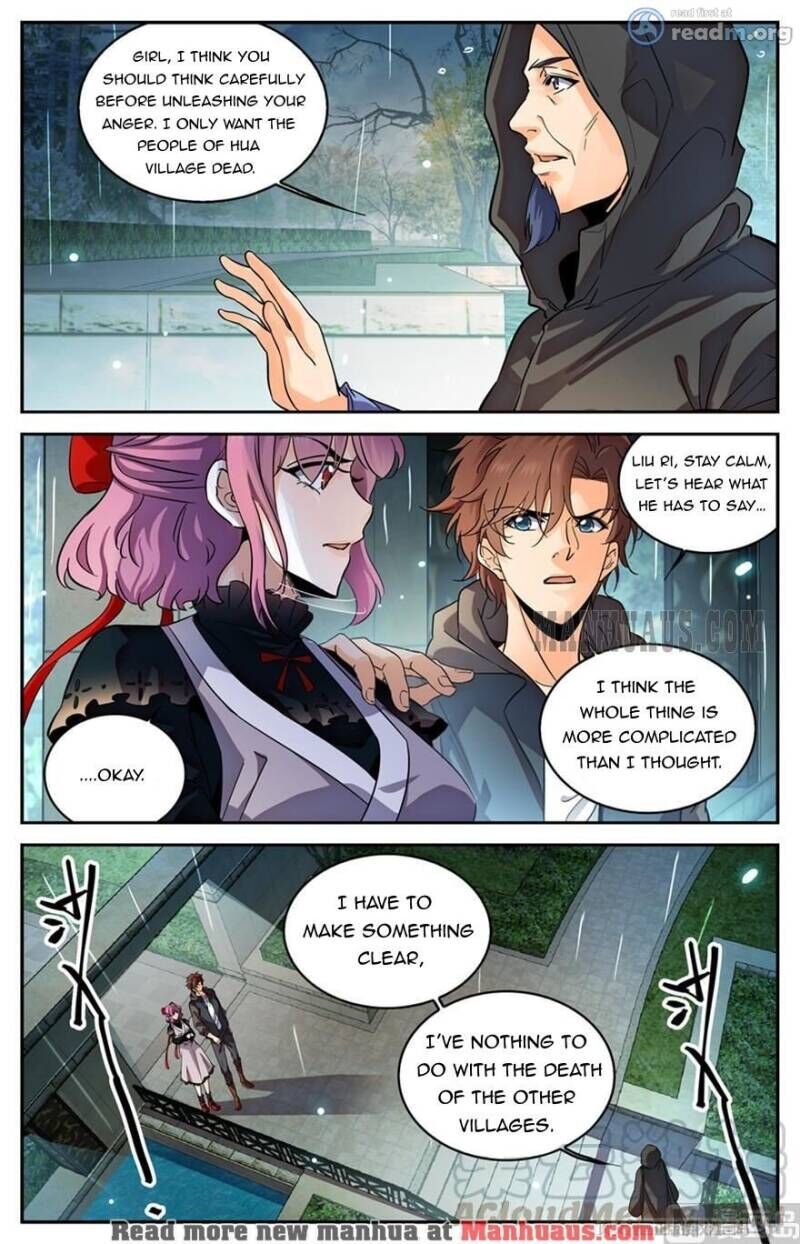 read first at
readm.org
GIRL, I THINK YOU
SHOULD THINK CAREFULLY
BEFORE UNLEASHING YOUR
ANGER. I ONLY WANT THE
PEOPLE OF HUA
VILLAGE DEAD.
LIU RI, STAY CALM,
LET'S HEAR WHAT
HE HAS TO SAY...
MANHUAUS.COM
I THINK THE
WHOLE THING IS
MORE COMPLICATED
THAN I THOUGHT.
....OKAY.
I HAVE TO
MAKE SOMETHING
CLEAR,
I'VE NOTHING TO
DO WITH THE DEATH
OF THE OTHER
VILLAGES.
Read more new manhua at Manhuaus.com